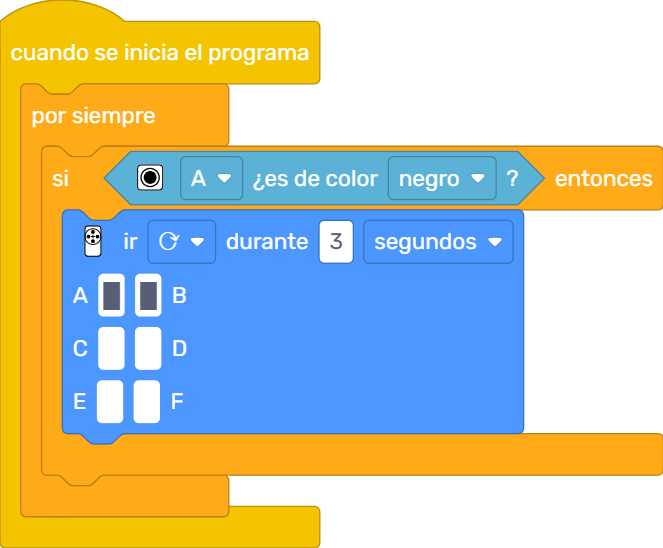 cuando se inicia el programa
por siempre
si A ¿es de color negro ? entonces
ir durante 3 segundos
A B
C D
E F